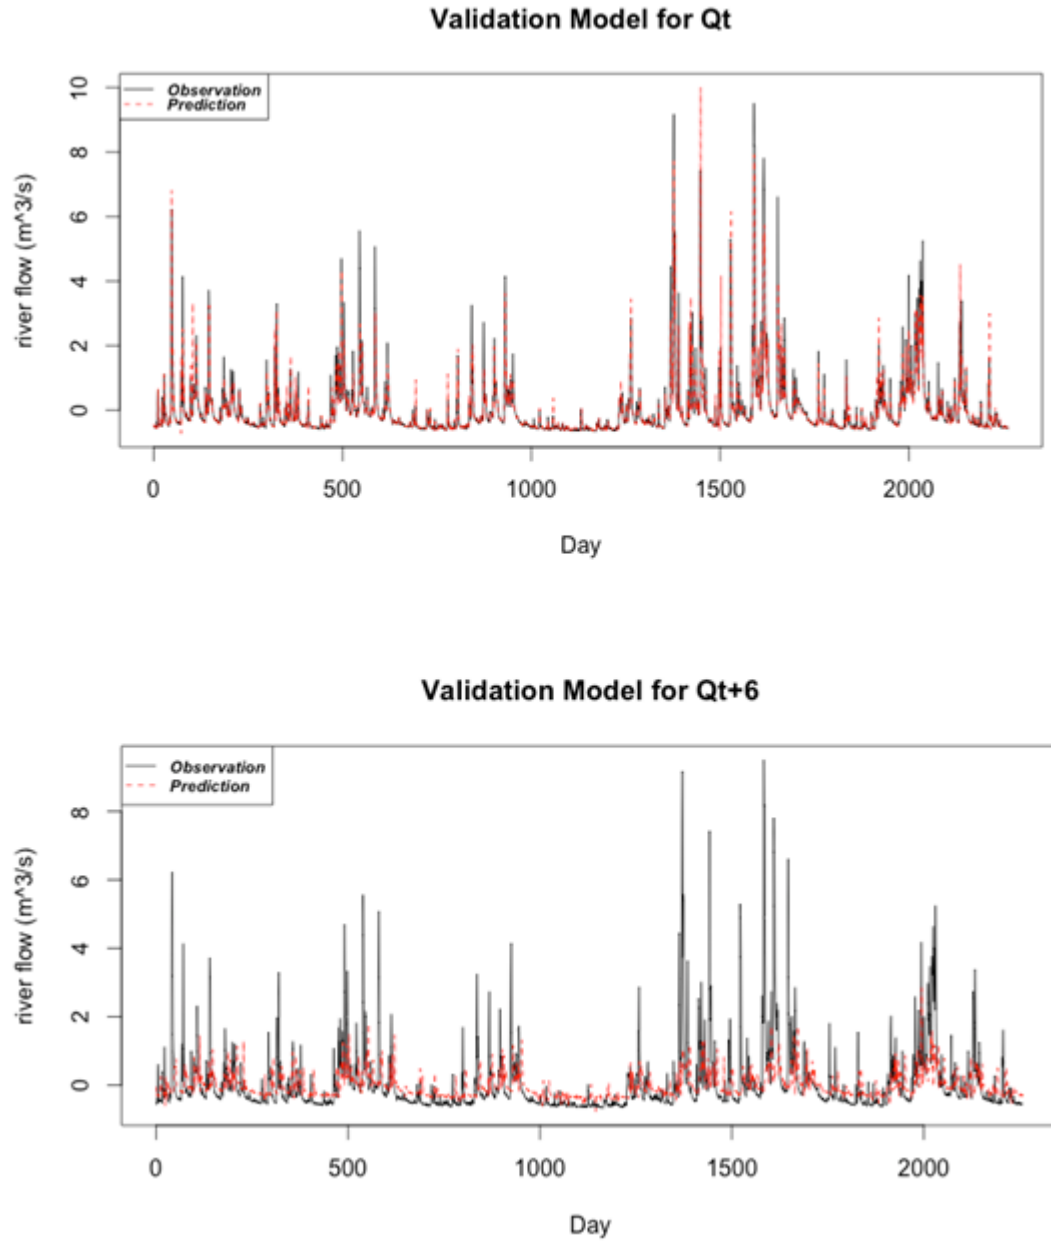 Validation Model for Qt
Observation
Prediction
river flow (m^3/s)
10
8
6
4
2
0
0 500 1000 1500 2000
Day
Validation Model for Qt+6
Observation
Prediction
river flow (m^3/s)
8
6
4
2
0
0 500 1000 1500 2000
Day